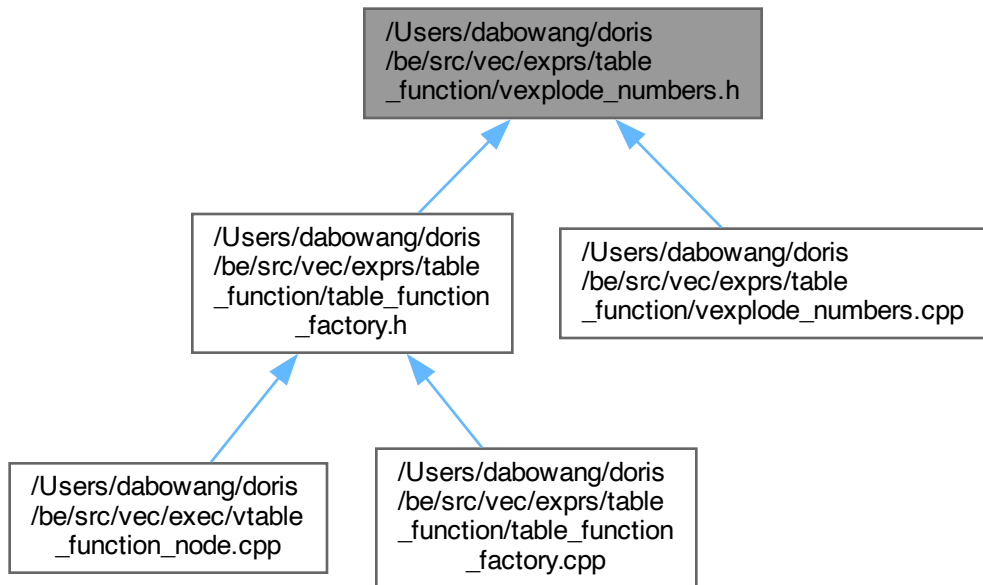 /Users/dabowang/doris
/be/src/vec/exprs/table
_function/vexplode_numbers.h
/Users/dabowang/doris
/be/src/vec/exprs/table
_function/table_function
_factory.h
/Users/dabowang/doris
/be/src/vec/exprs/table
_function/vexplode_numbers.cpp
/Users/dabowang/doris
/be/src/vec/exec/vtable
_function_node.cpp
/Users/dabowang/doris
/be/src/vec/exprs/table
_function/table_function
_factory.cpp